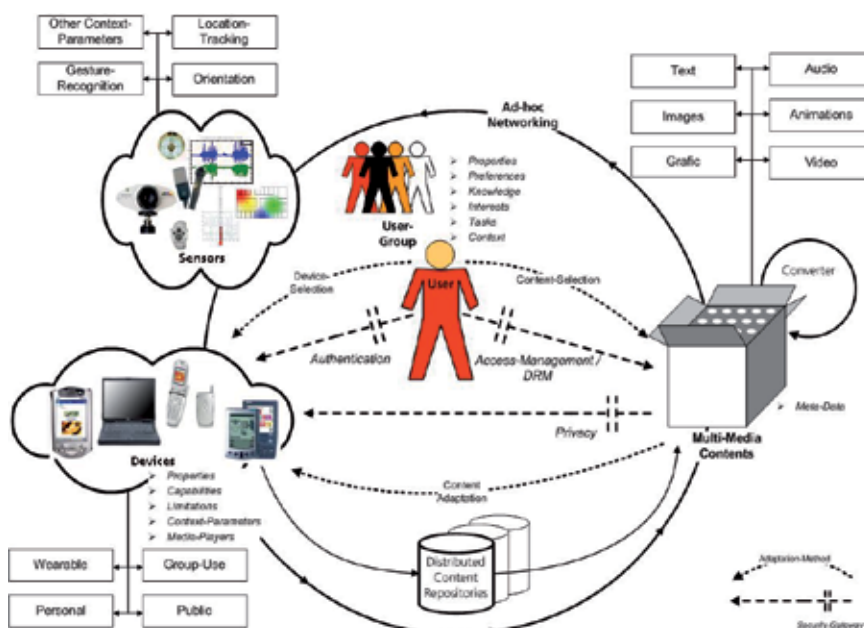 Other Context-
Parameters
Location-
Tracking
Gesture-
Recognition
Orientation
Sensors
Ad-hoc
Networking
User-
Group
Properties
Preferences
Knowledge
Interests
Tasks
Context
Text
Audio
Images
Animations
Grafic
Video
Converter
User
Device-
Selection
Content-Selection
Authentication
Access-Management /
DRM
Privacy
Multi-Media
Contents
Meta-Data
Devices
Properties
Capabilities
Limitations
Context-Parameters
Media-Players
Content
Adaptation
Wearable
Group-Use
Personal
Public
Distributed
Content
Repositories
Adaptation-Method
Security-Gateway